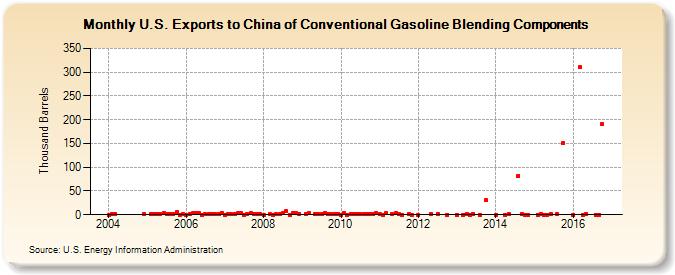 Monthly U.S. Exports to China of Conventional Gasoline Blending Components
Thousand Barrels
350
300
250
200
150
100
50
0
2004 2006 2008 2010 2012 2014 2016
Source: U.S. Energy Information Administration